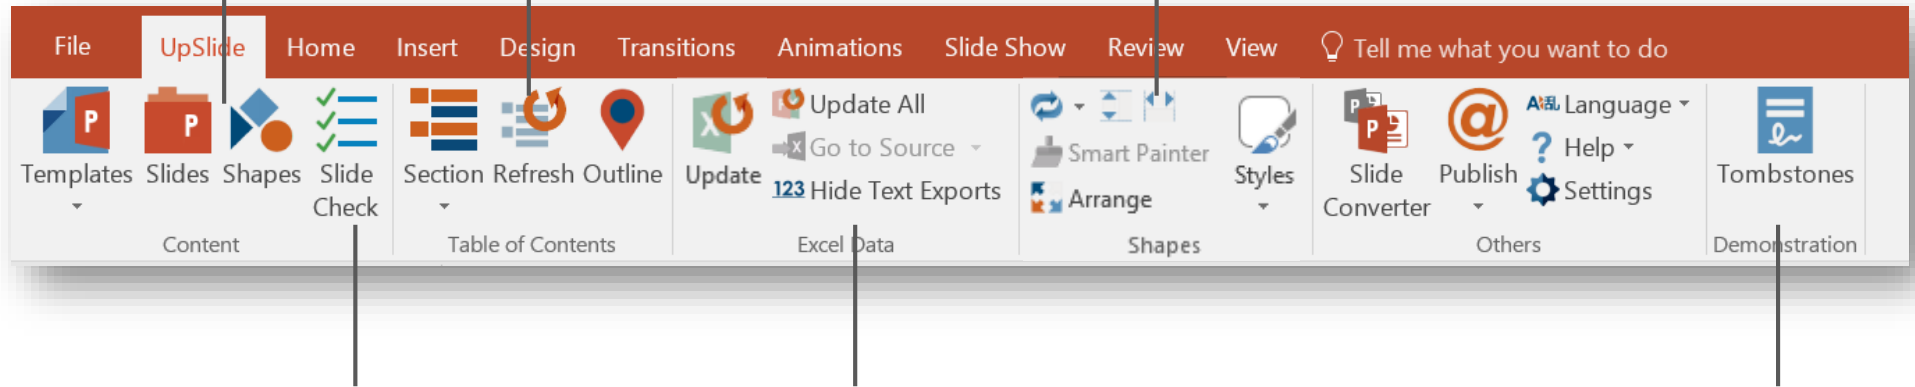 File UpSlide Home Insert Design Transitions Animations Slide Show Review View Tell me what you want to do
Templates Slides Shapes Slide Check
Content
Section Refresh Outline
Table of Contents
Update
Update All
Go to Source
123 Hide Text Exports
Excel Data
Smart Painter
Arrange
Styles
Shapes
Slide Converter
Publish
Language
? Help
Settings
Others
Tombstones
Demonstration